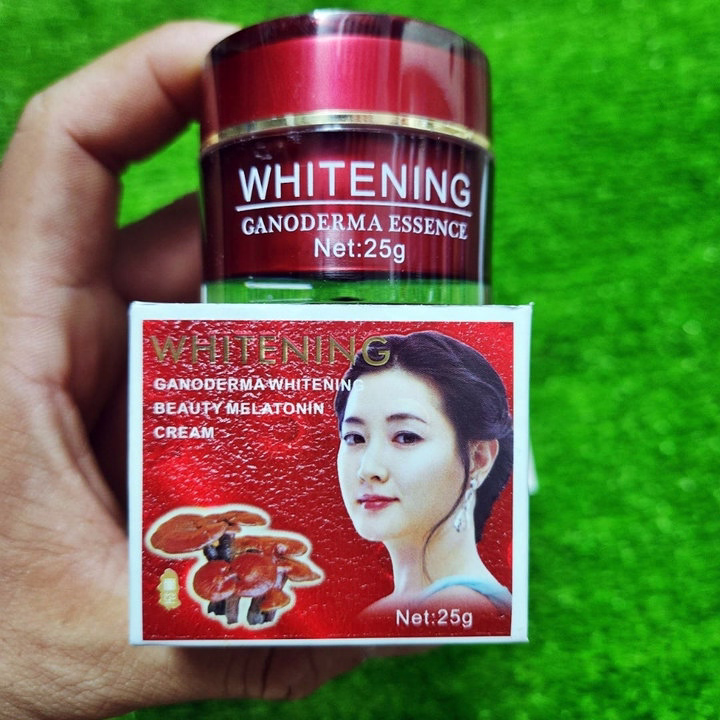 WHITENING
GANODERMA ESSENCE
Net:25g
WHITENING
GANODERMA WHITENING
BEAUTY MELATONIN
CREAM
Net:25g